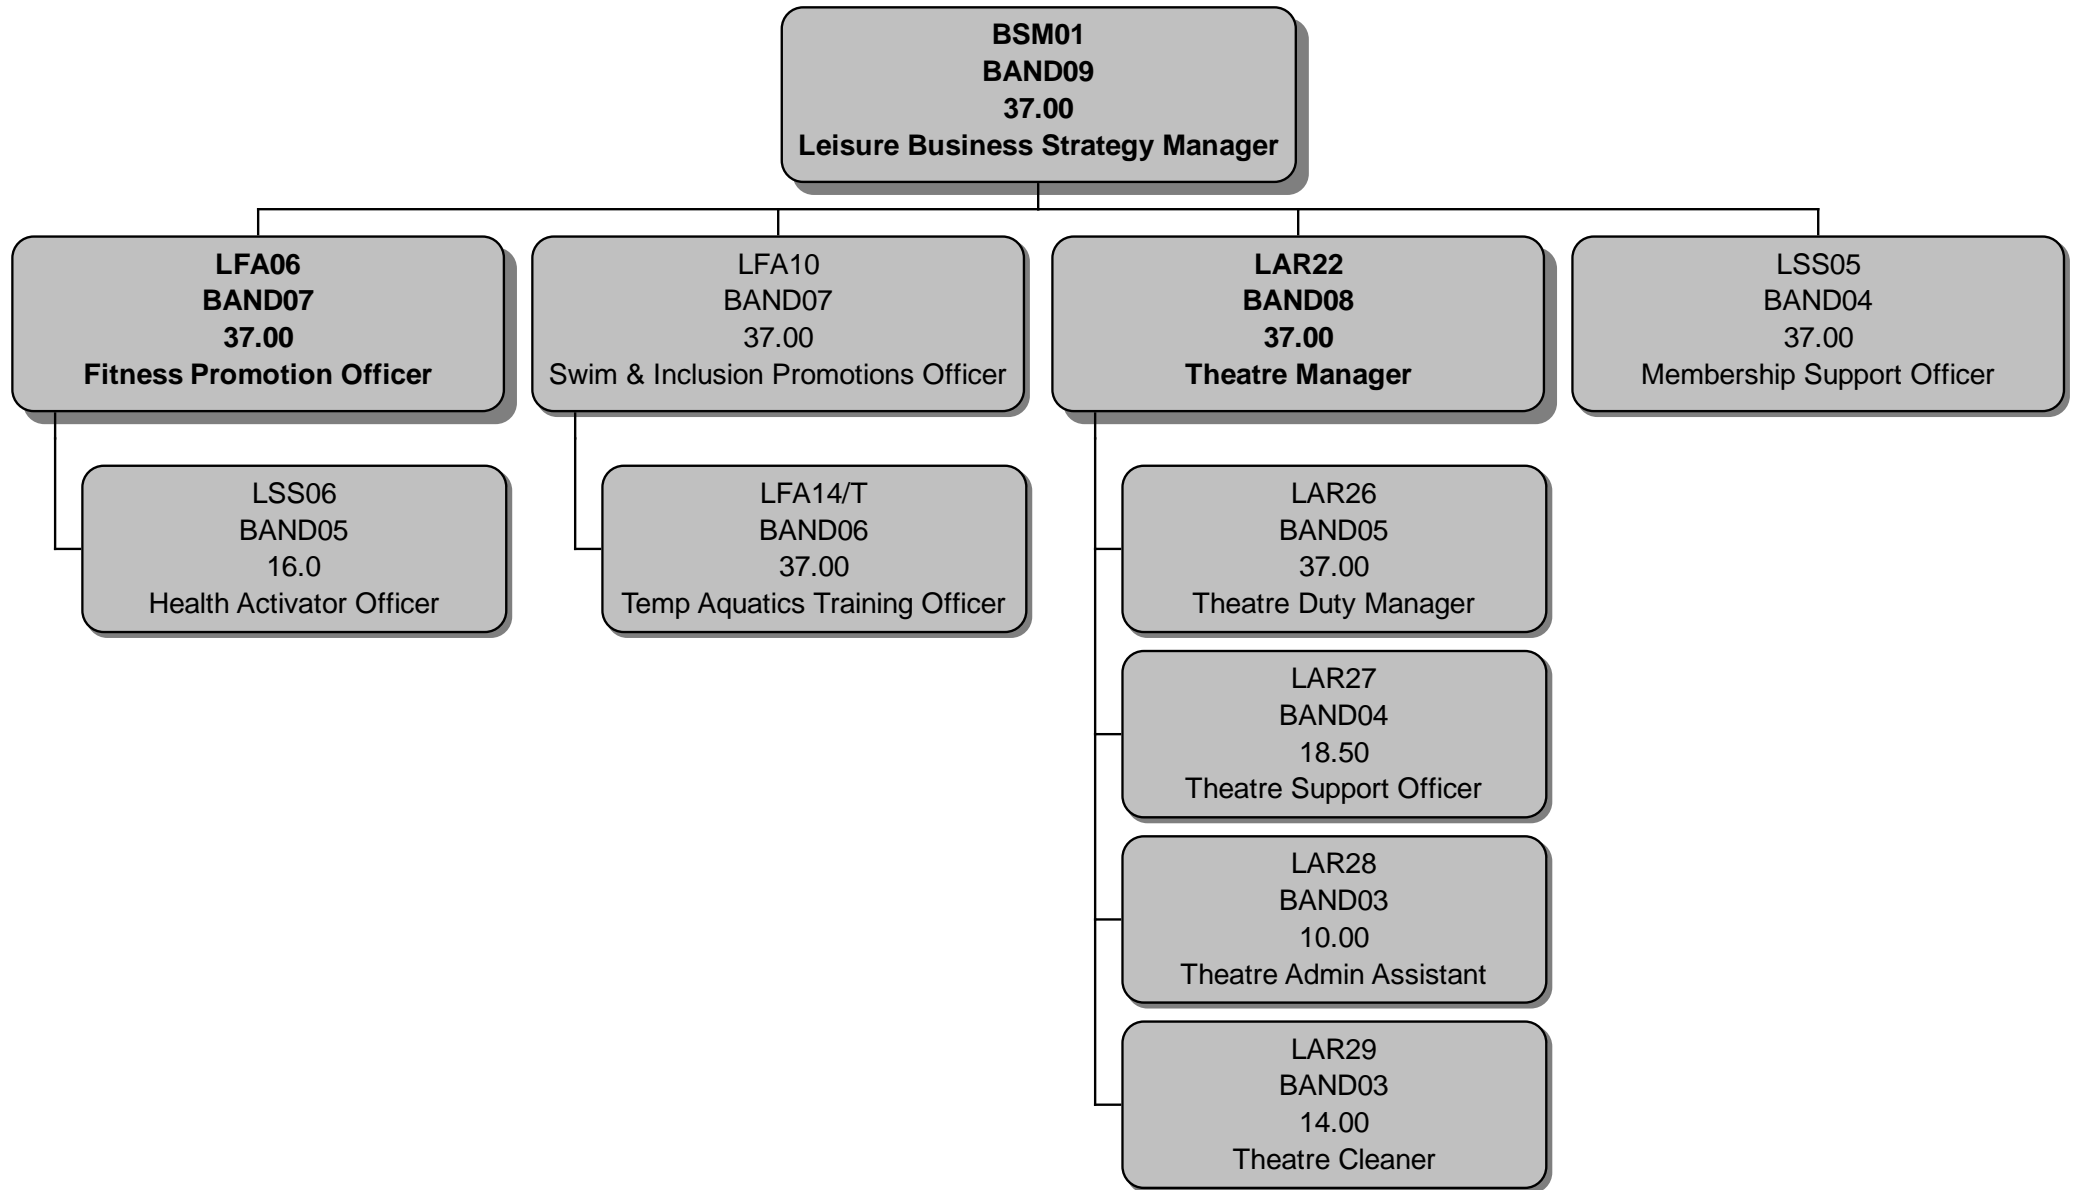 BSM01
BAND09
37.00
Leisure Business Strategy Manager
LFA06
BAND07
37.00
Fitness Promotion Officer
LFA10
BAND07
37.00
Swim & Inclusion Promotions Officer
LAR22
BAND08
37.00
Theatre Manager
LSS05
BAND04
37.00
Membership Support Officer
LSS06
BAND05
16.0
Health Activator Officer
LFA14/T
BAND06
37.00
Temp Aquatics Training Officer
LAR26
BAND05
37.00
Theatre Duty Manager
LAR27
BAND04
18.50
Theatre Support Officer
LAR28
BAND03
10.00
Theatre Admin Assistant
LAR29
BAND03
14.00
Theatre Cleaner